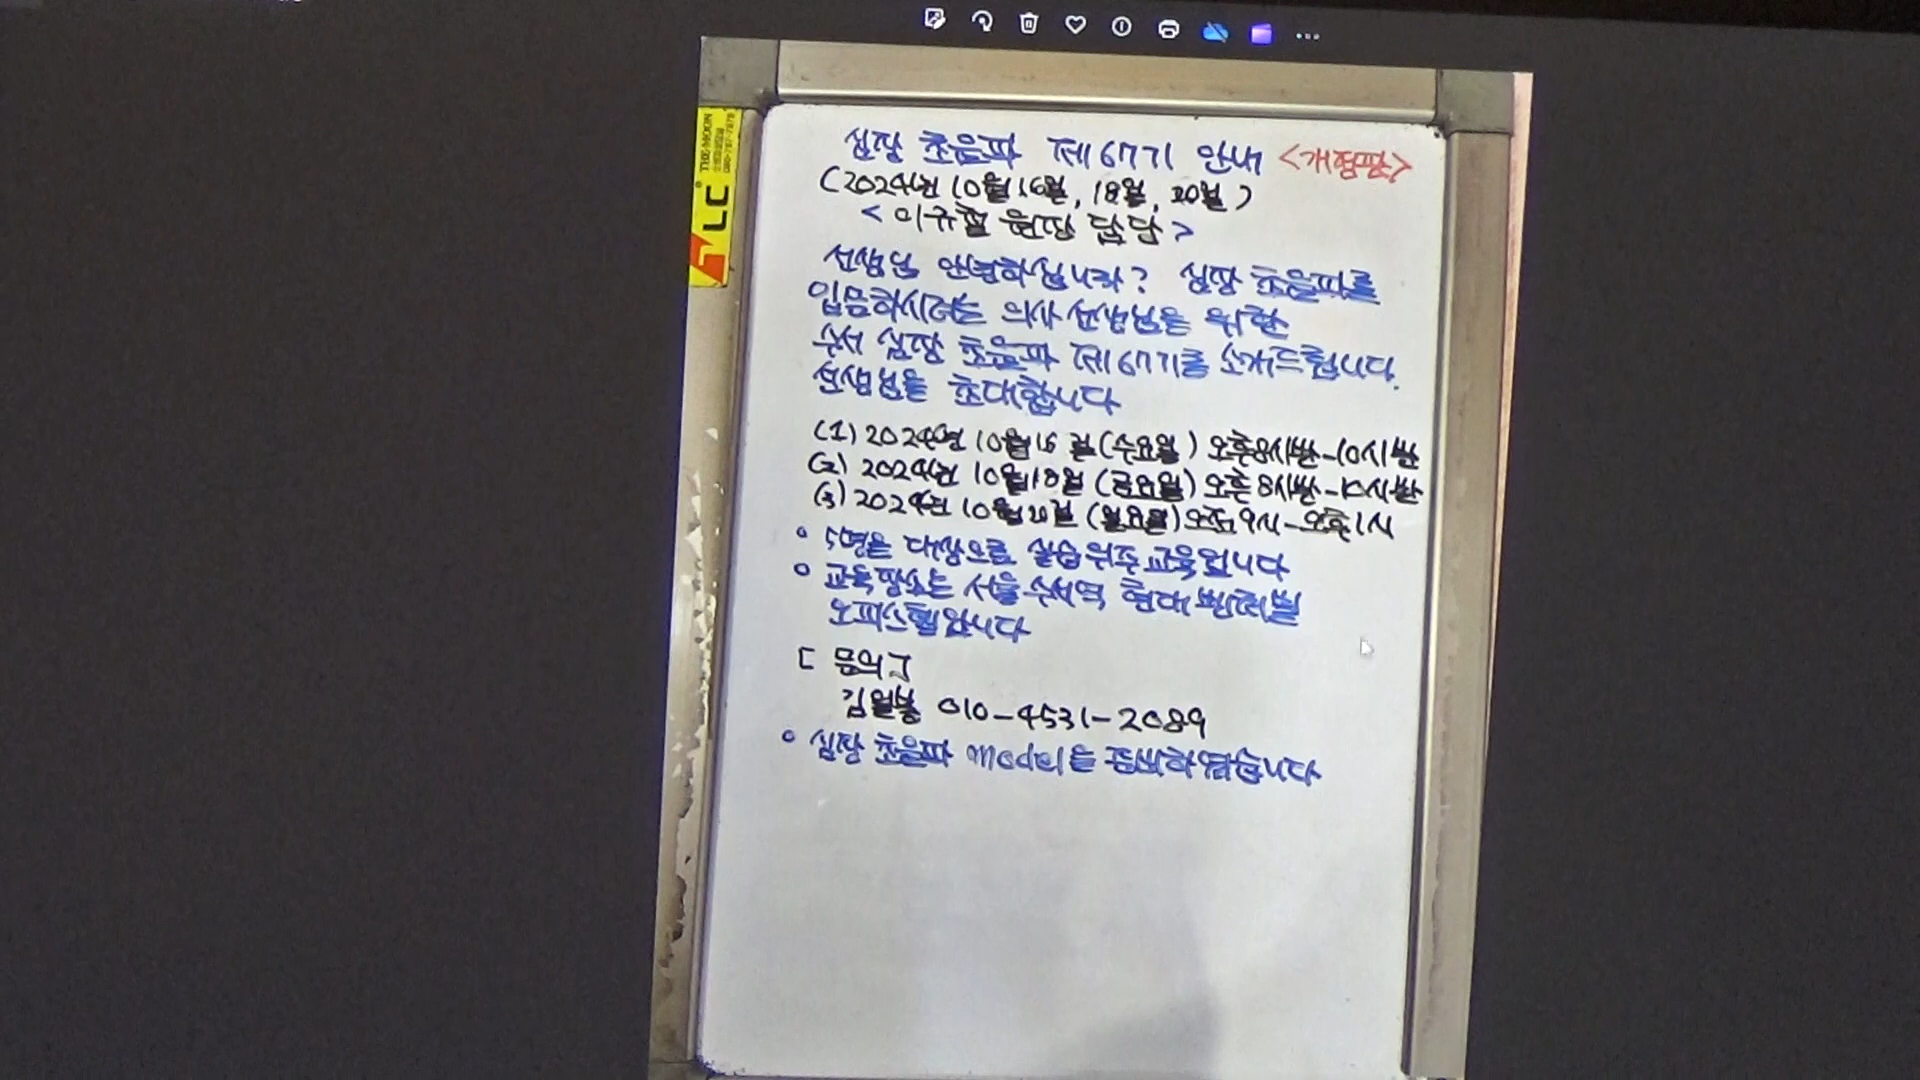 심장 초음파 제67기 안내 <개정판>
(2024년 10월 16일, 18일, 20일)
<이규철 원장 담당>
선생님 안녕하십니까? 심장 초음파를
입문하시려는 의사 선생님을 위한
수서 심장 초음파 제67기를 소개드립니다.
선생님을 초대합니다
(1) 2024년 10월 16일 (수요일) 오후8시반-10시반
(2) 2024년 10월 18일 (금요일) 오후 8시반-10시반
(3) 2024년 10월 20일 (일요일) 오전 9시-오후1시
○ 5명을 대상으로 실습위주 교육입니다
○ 교육장소는 서울 수서역 현대 벤처빌
오피스텔입니다
[문의]
김일봉 010-4531-2089
○ 심장 초음파 model을 준비하였습니다